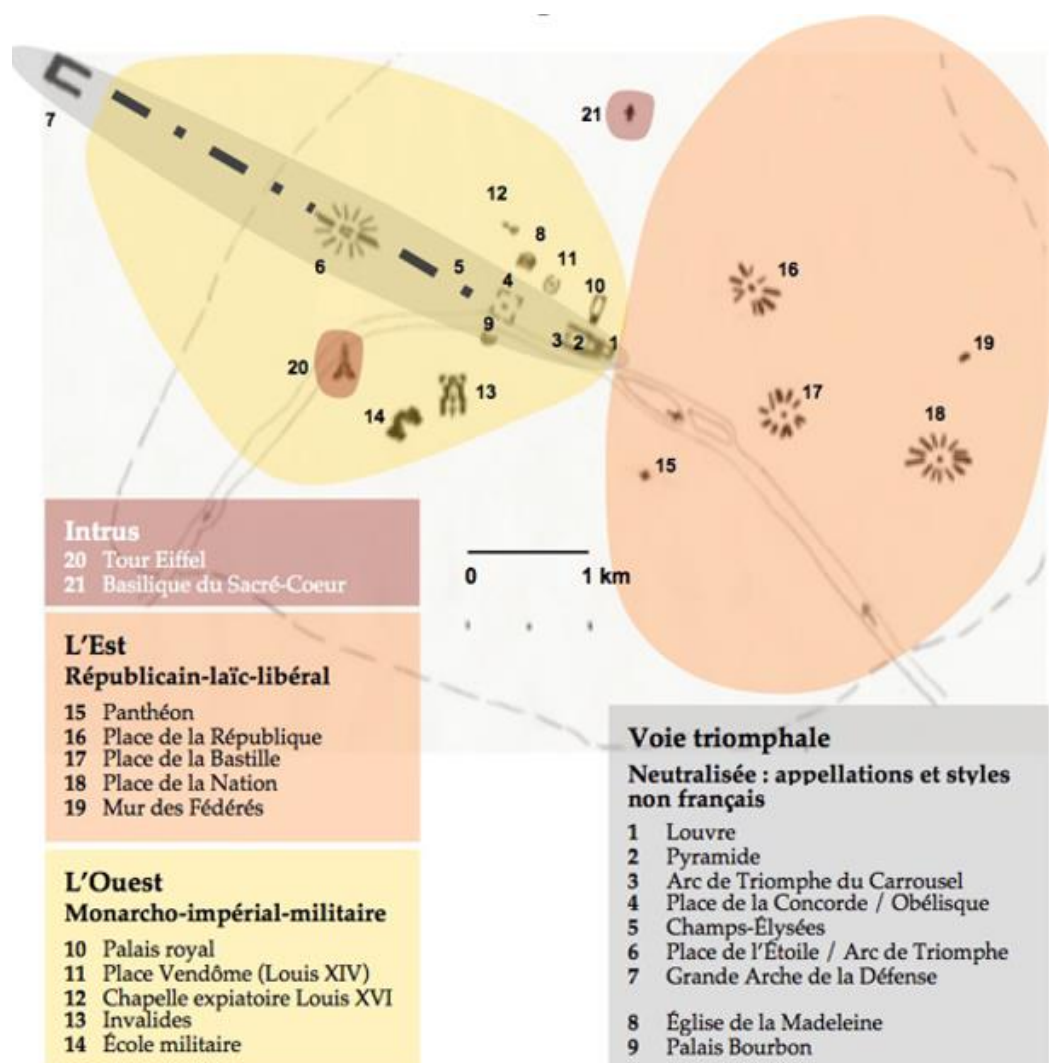 7
21
12
8
11
10
6
5
4
9
3
2
1
16
19
17
18
20
13
14
15
0
1 km
Intrus
20 Tour Eiffel
21 Basilique du Sacré-Coeur
L'Est
Républicain-laïc-libéral
15 Panthéon
16 Place de la République
17 Place de la Bastille
18 Place de la Nation
19 Mur des Fédérés
L'Ouest
Monarcho-impérial-militaire
10 Palais royal
11 Place Vendôme (Louis XIV)
12 Chapelle expiatoire Louis XVI
13 Invalides
14 École militaire
Voie triomphale
Neutralisée : appellations et styles
non français
1 Louvre
2 Pyramide
3 Arc de Triomphe du Carrousel
4 Place de la Concorde / Obélisque
5 Champs-Élysées
6 Place de l'Étoile / Arc de Triomphe
7 Grande Arche de la Défense
8 Église de la Madeleine
9 Palais Bourbon